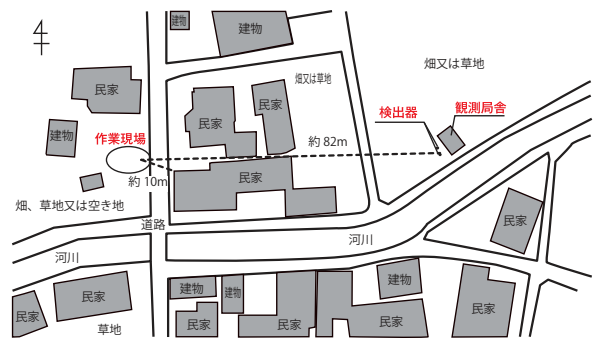 建物
建物
畑又は草地
民家
畑又は草地
民家
検出器
観測局舎
民家
建物
作業現場
約 82m
民家
約 10m
畑、草地又は空き地
道路
民家
河川
河川
建物
民家
建物
建物
民家
草地
民家
民家
民家
民家